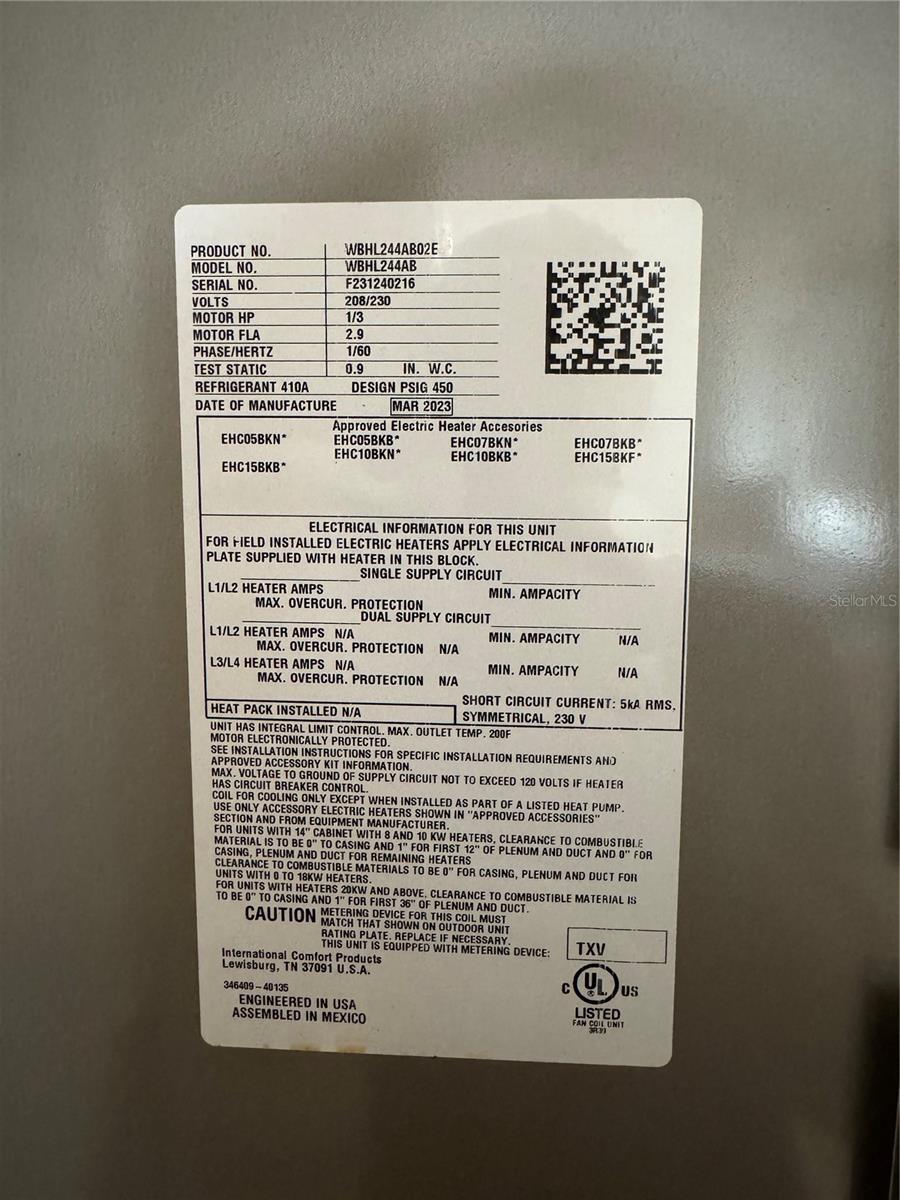 PRODUCT NO. WBHL244AB02E
MODEL NO. WBHL244AB
SERIAL NO. F231240216
VOLTS 208/230
MOTOR HP 1/3
MOTOR FLA 2.9
PHASE/HERTZ 1/60
TEST STATIC 0.9 IN. W.C.
REFRIGERANT 410A DESIGN PSIG 450
DATE OF MANUFACTURE - MAR 2023
Approved Electric Heater Accesories
EHC05BKN* EHC05BKB* EHC07BKN* EHC07BKB*
EHC10BKN* EHC10BKB* EHC15BKF*
EHC15BKB*
ELECTRICAL INFORMATION FOR THIS UNIT
FOR FIELD INSTALLED ELECTRIC HEATERS APPLY ELECTRICAL INFORMATION
PLATE SUPPLIED WITH HEATER IN THIS BLOCK.
SINGLE SUPPLY CIRCUIT
L1/L2 HEATER AMPS MIN. AMPACITY
MAX. OVERCUR. PROTECTION
DUAL SUPPLY CIRCUIT
L1/L2 HEATER AMPS N/A MIN. AMPACITY N/A
MAX. OVERCUR. PROTECTION N/A
L3/L4 HEATER AMPS N/A MIN. AMPACITY N/A
MAX. OVERCUR. PROTECTION N/A
SHORT CIRCUIT CURRENT: 5kA RMS,
HEAT PACK INSTALLED N/A SYMMETRICAL, 230 V
UNIT HAS INTEGRAL LIMIT CONTROL. MAX. OUTLET TEMP. 200F
MOTOR ELECTRONICALLY PROTECTED.
SEE INSTALLATION INSTRUCTIONS FOR SPECIFIC INSTALLATION REQUIREMENTS AND
APPROVED ACCESSORY KIT INFORMATION.
MAX. VOLTAGE TO GROUND OF SUPPLY CIRCUIT NOT TO EXCEED 120 VOLTS IF HEATER
HAS CIRCUIT BREAKER CONTROL.
COIL FOR COOLING ONLY EXCEPT WHEN INSTALLED AS PART OF A LISTED HEAT PUMP.
USE ONLY ACCESSORY ELECTRIC HEATERS SHOWN IN "APPROVED ACCESSORIES"
SECTION AND FROM EQUIPMENT MANUFACTURER.
FOR UNITS WITH 14" CABINET WITH 8 AND 10 KW HEATERS, CLEARANCE TO COMBUSTIBLE
MATERIAL IS TO BE 0" TO CASING AND 1" FOR FIRST 12" OF PLENUM AND DUCT AND 0" FOR
CASING, PLENUM AND DUCT FOR REMAINING HEATERS
CLEARANCE TO COMBUSTIBLE MATERIALS TO BE 0" FOR CASING, PLENUM AND DUCT FOR
UNITS WITH 0 TO 18KW HEATERS.
FOR UNITS WITH HEATERS 20KW AND ABOVE, CLEARANCE TO COMBUSTIBLE MATERIAL IS
TO BE 0" TO CASING AND 1" FOR FIRST 36" OF PLENUM AND DUCT.
CAUTION METERING DEVICE FOR THIS COIL MUST
MATCH THAT SHOWN ON OUTDOOR UNIT
RATING PLATE. REPLACE IF NECESSARY.
THIS UNIT IS EQUIPPED WITH METERING DEVICE: TXV
International Comfort Products
Lewisburg, TN 37091 U.S.A.
346409-40135
ENGINEERED IN USA
ASSEMBLED IN MEXICO
C UL US
LISTED
FAN COIL UNIT
StellarMLS